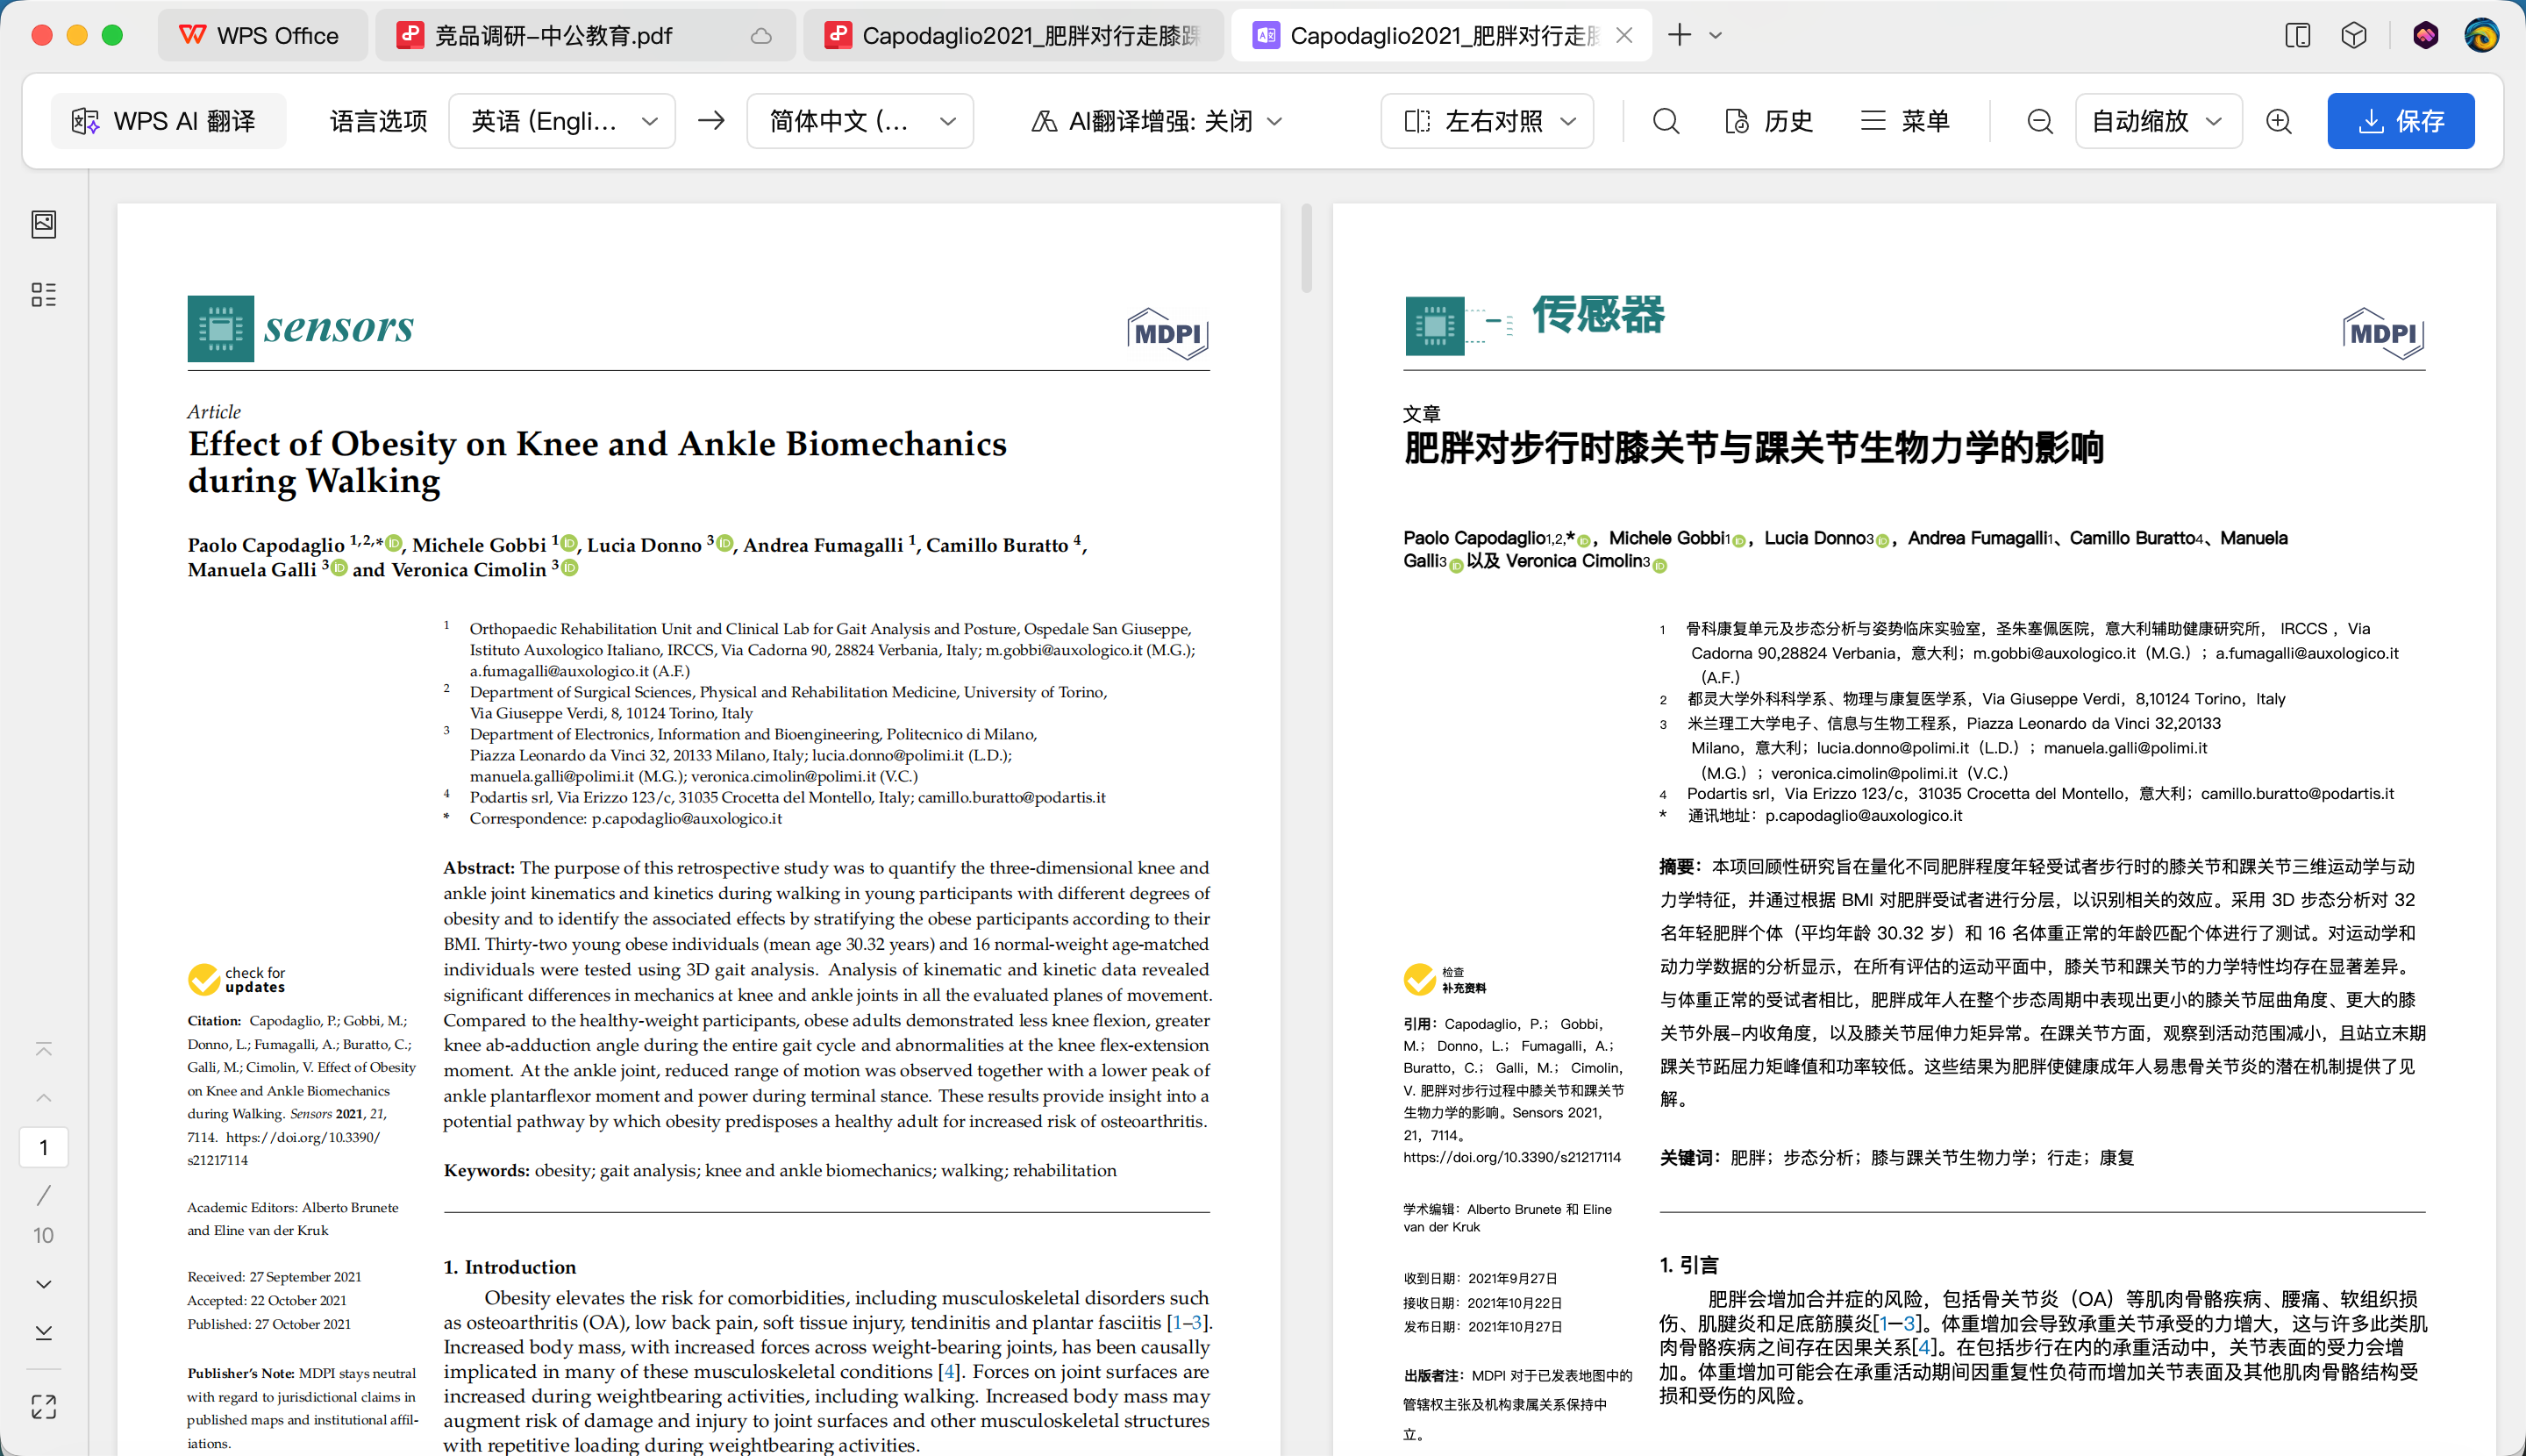 WPS Office
竞品调研-中公教育.pdf
Capodaglio2021_肥胖对行走膝踝
Capodaglio2021_肥胖对行走
WPS AI 翻译
语言选项
英语 (Engli...
简体中文 (...
AI翻译增强: 关闭
左右对照
历史
菜单
自动缩放
保存
1
/
10
sensors
MDPI
Article
Effect of Obesity on Knee and Ankle Biomechanics
during Walking
Paolo Capodaglio 1,2,*iD, Michele Gobbi 1iD, Lucia Donno 3iD, Andrea Fumagalli 1, Camillo Buratto 4,
Manuela Galli 3iD and Veronica Cimolin 3iD
1 Orthopaedic Rehabilitation Unit and Clinical Lab for Gait Analysis and Posture, Ospedale San Giuseppe,
Istituto Auxologico Italiano, IRCCS, Via Cadorna 90, 28824 Verbania, Italy; m.gobbi@auxologico.it (M.G.);
a.fumagalli@auxologico.it (A.F.)
2 Department of Surgical Sciences, Physical and Rehabilitation Medicine, University of Torino,
Via Giuseppe Verdi, 8, 10124 Torino, Italy
3 Department of Electronics, Information and Bioengineering, Politecnico di Milano,
Piazza Leonardo da Vinci 32, 20133 Milano, Italy; lucia.donno@polimi.it (L.D.);
manuela.galli@polimi.it (M.G.); veronica.cimolin@polimi.it (V.C.)
4 Podartis srl, Via Erizzo 123/c, 31035 Crocetta del Montello, Italy; camillo.buratto@podartis.it
* Correspondence: p.capodaglio@auxologico.it
Abstract: The purpose of this retrospective study was to quantify the three-dimensional knee and
ankle joint kinematics and kinetics during walking in young participants with different degrees of
obesity and to identify the associated effects by stratifying the obese participants according to their
BMI. Thirty-two young obese individuals (mean age 30.32 years) and 16 normal-weight age-matched
individuals were tested using 3D gait analysis. Analysis of kinematic and kinetic data revealed
significant differences in mechanics at knee and ankle joints in all the evaluated planes of movement.
Compared to the healthy-weight participants, obese adults demonstrated less knee flexion, greater
knee ab-adduction angle during the entire gait cycle and abnormalities at the knee flex-extension
moment. At the ankle joint, reduced range of motion was observed together with a lower peak of
ankle plantarflexor moment and power during terminal stance. These results provide insight into a
potential pathway by which obesity predisposes a healthy adult for increased risk of osteoarthritis.
Keywords: obesity; gait analysis; knee and ankle biomechanics; walking; rehabilitation
check for
updates
Citation: Capodaglio, P.; Gobbi, M.;
Donno, L.; Fumagalli, A.; Buratto, C.;
Galli, M.; Cimolin, V. Effect of Obesity
on Knee and Ankle Biomechanics
during Walking. Sensors 2021, 21,
7114. https://doi.org/10.3390/
s21217114
Academic Editors: Alberto Brunete
and Eline van der Kruk
Received: 27 September 2021
Accepted: 22 October 2021
Published: 27 October 2021
Publisher's Note: MDPI stays neutral
with regard to jurisdictional claims in
published maps and institutional affil-
iations.
1. Introduction
Obesity elevates the risk for comorbidities, including musculoskeletal disorders such
as osteoarthritis (OA), low back pain, soft tissue injury, tendinitis and plantar fasciitis [1–3].
Increased body mass, with increased forces across weight-bearing joints, has been causally
implicated in many of these musculoskeletal conditions [4]. Forces on joint surfaces are
increased during weightbearing activities, including walking. Increased body mass may
augment risk of damage and injury to joint surfaces and other musculoskeletal structures
with repetitive loading during weightbearing activities.
传感器
MDPI
文章
肥胖对步行时膝关节与踝关节生物力学的影响
Paolo Capodaglio1,2,*iD，Michele Gobbi1iD，Lucia Donno3iD，Andrea Fumagalli1、Camillo Buratto4、Manuela
Galli3iD以及 Veronica Cimolin3iD
1 骨科康复单元及步态分析与姿势临床实验室，圣朱塞佩医院，意大利辅助健康研究所， IRCCS ，Via
Cadorna 90,28824 Verbania，意大利；m.gobbi@auxologico.it（M.G.）；a.fumagalli@auxologico.it
（A.F.）
2 都灵大学外科科学系、物理与康复医学系，Via Giuseppe Verdi，8,10124 Torino，Italy
3 米兰理工大学电子、信息与生物工程系，Piazza Leonardo da Vinci 32,20133
Milano，意大利；lucia.donno@polimi.it（L.D.）；manuela.galli@polimi.it
（M.G.）；veronica.cimolin@polimi.it（V.C.）
4 Podartis srl，Via Erizzo 123/c，31035 Crocetta del Montello，意大利；camillo.buratto@podartis.it
* 通讯地址：p.capodaglio@auxologico.it
摘要：本项回顾性研究旨在量化不同肥胖程度年轻受试者步行时的膝关节和踝关节三维运动学与动
力学特征，并通过根据 BMI 对肥胖受试者进行分层，以识别相关的效应。采用 3D 步态分析对 32
名年轻肥胖个体（平均年龄 30.32 岁）和 16 名体重正常的年龄匹配个体进行了测试。对运动学和
动力学数据的分析显示，在所有评估的运动平面中，膝关节和踝关节的力学特性均存在显著差异。
与体重正常的受试者相比，肥胖成年人在整个步态周期中表现出更小的膝关节屈曲角度、更大的膝
关节外展-内收角度，以及膝关节屈伸力矩异常。在踝关节方面，观察到活动范围减小，且站立末期
踝关节跖屈力矩峰值和功率较低。这些结果为肥胖使健康成年人易患骨关节炎的潜在机制提供了见
解。
关键词：肥胖；步态分析；膝与踝关节生物力学；行走；康复
检查
补充资料
引用：Capodaglio，P.； Gobbi，
M.； Donno，L.； Fumagalli，A.；
Buratto，C.； Galli，M.； Cimolin，
V. 肥胖对步行过程中膝关节和踝关节
生物力学的影响。Sensors 2021，
21，7114。
https://doi.org/10.3390/s21217114
学术编辑：Alberto Brunete 和 Eline
van der Kruk
收到日期：2021年9月27日
接收日期：2021年10月22日
发布日期：2021年10月27日
出版者注：MDPI 对于已发表地图中的
管辖权主张及机构隶属关系保持中
立。
1. 引言
肥胖会增加合并症的风险，包括骨关节炎（OA）等肌肉骨骼疾病、腰痛、软组织损
伤、肌腱炎和足底筋膜炎[1–3]。体重增加会导致承重关节承受的力增大，这与许多此类肌
肉骨骼疾病之间存在因果关系[4]。在包括步行在内的承重活动中，关节表面的受力会增
加。体重增加可能会在承重活动期间因重复性负荷而增加关节表面及其他肌肉骨骼结构受
损和受伤的风险。